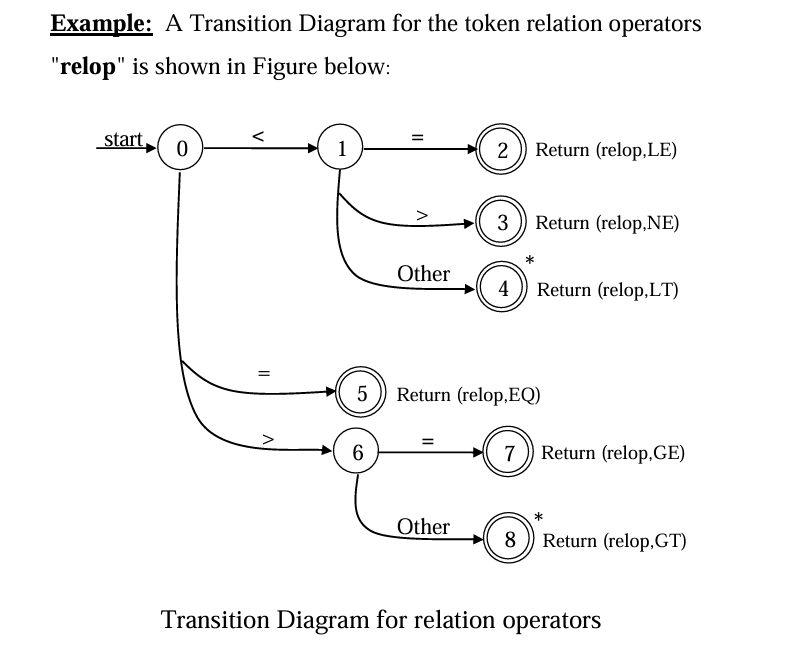 Example: A Transition Diagram for the token relation operators
"relop" is shown in Figure below:
start 0 < 1 = 2 Return (relop,LE)
> 3 Return (relop,NE)
*
Other 4 Return (relop,LT)
= 5 Return (relop,EQ)
> 6 = 7 Return (relop,GE)
*
Other 8 Return (relop,GT)
Transition Diagram for relation operators